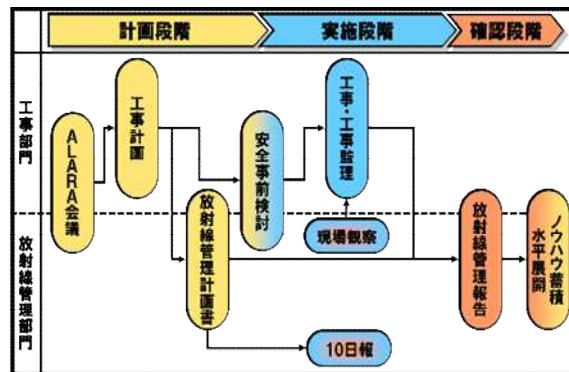 計画段階
実施段階
確認段階
工事部門
放射線管理部門
ALARA会議
工事計画
放射線管理計画書
安全事前検討
工事・工事監理
現場観察
10日報
放射線管理報告
ノウハウ蓄積
水平展開